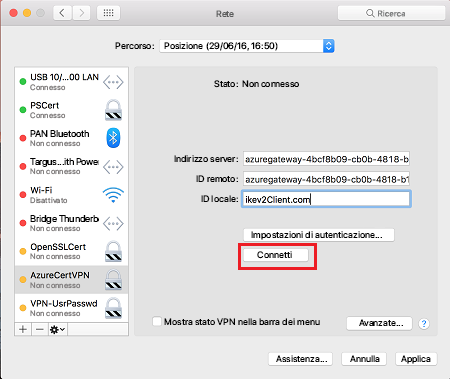 Rete
Ricerca
Percorso: Posizione (29/06/16, 16:50)
USB 10/...00 LAN
Connesso
PSCert
Connesso
PAN Bluetooth
Non connesso
Targus...ith Power
Non connesso
Wi-Fi
Disattivato
Bridge Thunderbo
Non connesso
OpenSSLCert
Non connesso
AzureCertVPN
Non connesso
VPN-UsrPasswd
Non connesso
Stato: Non connesso
Indirizzo server: azuregateway-4bcf8b09-cb0b-4818-b
ID remoto: azuregateway-4bcf8b09-cb0b-4818-b1
ID locale: ikev2Client.com
Impostazioni di autenticazione...
Connetti
Mostra stato VPN nella barra dei menu
Avanzate... ?
Assistenza... Annulla Applica